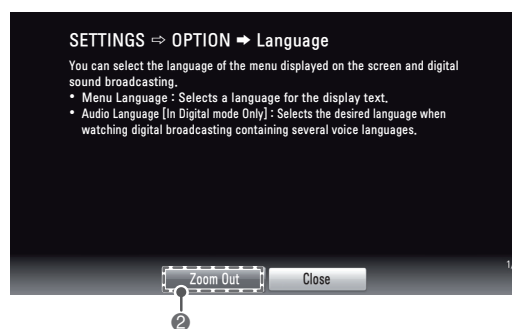 SETTINGS ⇨ OPTION ➡ Language
You can select the language of the menu displayed on the screen and digital
sound broadcasting.
• Menu Language : Selects a language for the display text.
• Audio Language [In Digital mode Only] : Selects the desired language when
watching digital broadcasting containing several voice languages.
Zoom Out Close
❷